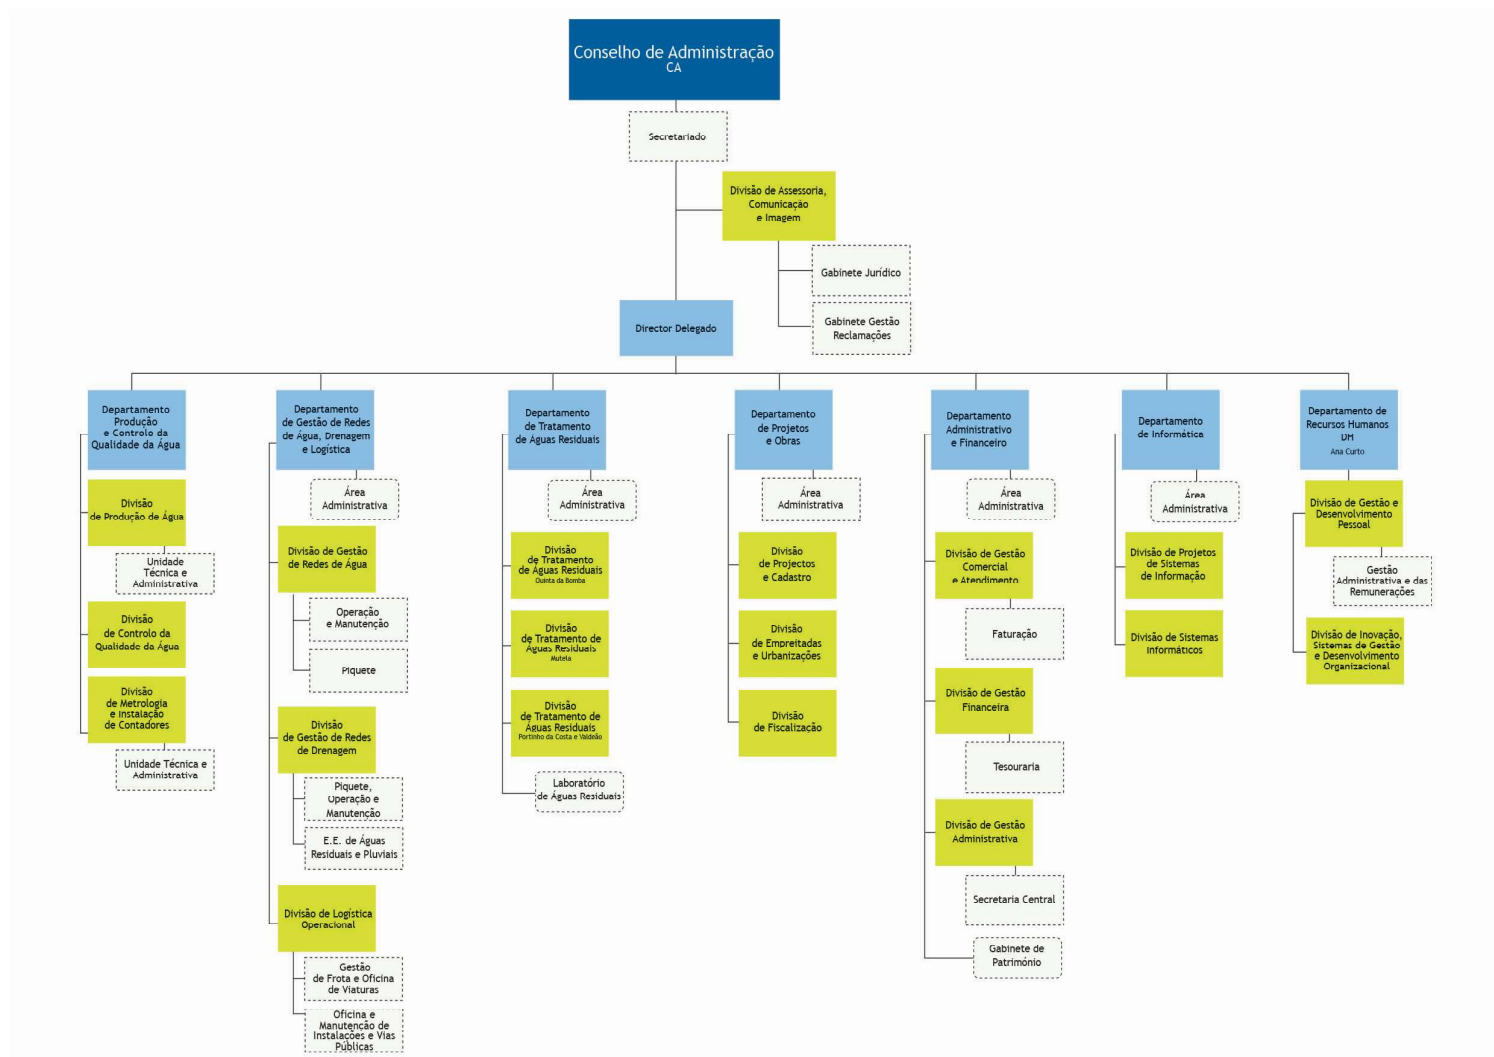 Conselho de Administração
CA
Secretariado
Divisão de Assessoria,
Comunicação
e Imagem
Gabinete Jurídico
Gabinete Gestão
Reclamações
Director Delegado
Departamento
Produção
e Controlo da
Qualidade da Água
Divisão
de Produção de Água
Unidade
Técnica e
Administrativa
Divisão
de Controlo da
Qualidade da Água
Divisão
de Metrologia
e Instalação
de Contadores
Unidade Técnica e
Administrativa
Departamento
de Gestão de Redes
de Água, Drenagem
e Logística
Área
Administrativa
Divisão de Gestão
de Redes de Água
Operação
e Manutenção
Piquete
Divisão
de Gestão de Redes
de Drenagem
Piquete,
Operação e
Manutenção
E.E. de Águas
Residuais e Pluviais
Divisão de Logística
Operacional
Gestão
de Frota e Oficina
de Viaturas
Oficina e
Manutenção de
Instalações e Vias
Públicas
Departamento
de Tratamento
de Águas Residuais
Área
Administrativa
Divisão
de Tratamento
de Águas Residuais
Quinta da Bomba
Divisão
de Tratamento de
Águas Residuais
Mutela
Divisão
de Tratamento de
Águas Residuais
Portinho da Costa e Valdeão
Laboratório
de Águas Residuais
Departamento
de Projetos
e Obras
Área
Administrativa
Divisão
de Projectos
e Cadastro
Divisão
de Empreitadas
e Urbanizações
Divisão
de Fiscalização
Departamento
Administrativo
e Financeiro
Área
Administrativa
Divisão de Gestão
Comercial
e Atendimento
Faturação
Divisão de Gestão
Financeira
Tesouraria
Divisão de Gestão
Administrativa
Secretaria Central
Gabinete de
Património
Departamento
de Informática
Área
Administrativa
Divisão de Projetos
de Sistemas
de Informação
Divisão de Sistemas
Informáticos
Departamento de
Recursos Humanos
DM
Ana Curto
Divisão de Gestão e
Desenvolvimento
Pessoal
Gestão
Administrativa e das
Remunerações
Divisão de Inovação,
Sistemas de Gestão
e Desenvolvimento
Organizacional